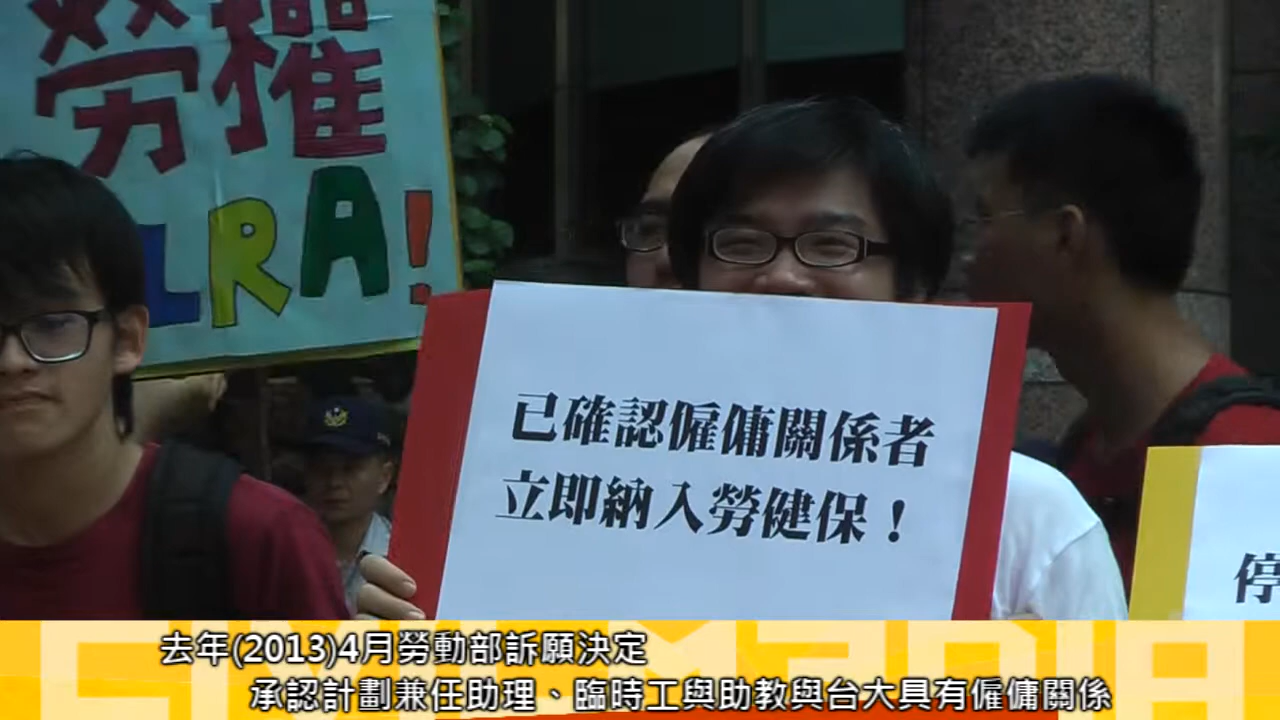 勞權
LRA!
已確認僱傭關係者
立即納入勞健保！
停
去年(2013)4月勞動部訴願決定
承認計劃兼任助理、臨時工與助教與台大具有僱傭關係